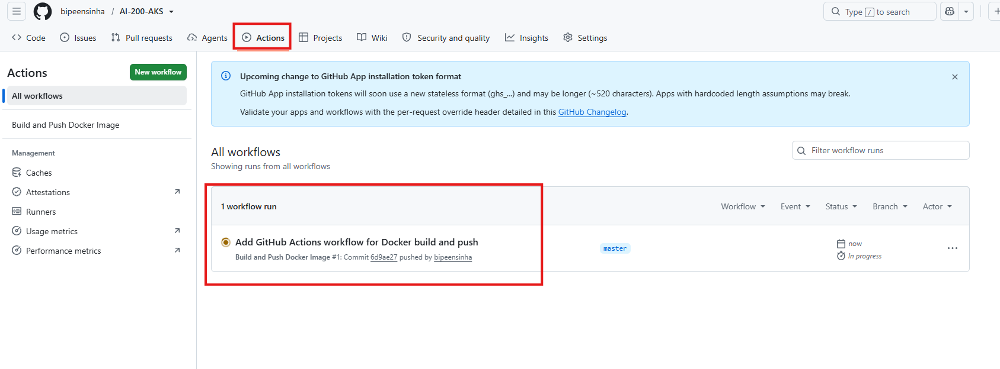 bipeensinha / AI-200-AKS
Type / to search
Code Issues Pull requests Agents Actions Projects Wiki Security and quality Insights Settings
Actions
New workflow
All workflows
Build and Push Docker Image
Management
Caches
Attestations
Runners
Usage metrics
Performance metrics
Upcoming change to GitHub App installation token format
GitHub App installation tokens will soon use a new stateless format (ghs_...) and may be longer (~520 characters). Apps with hardcoded length assumptions may break.
Validate your apps and workflows with the per-request override header detailed in this GitHub Changelog.
All workflows
Showing runs from all workflows
Filter workflow runs
1 workflow run
Workflow Event Status Branch Actor
Add GitHub Actions workflow for Docker build and push
Build and Push Docker Image #1: Commit 6d9ae27 pushed by bipeensinha
master
now
In progress